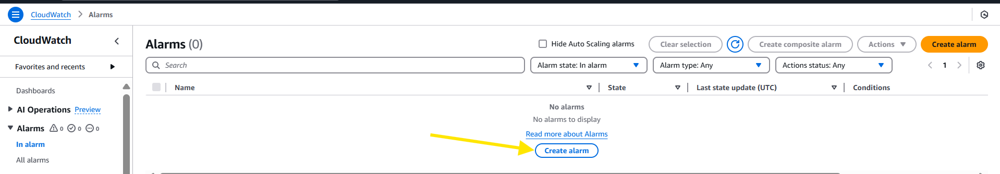 CloudWatch > Alarms
CloudWatch
Favorites and recents
Dashboards
AI Operations Preview
Alarms 0 0 0
In alarm
All alarms
Alarms (0)
Hide Auto Scaling alarms
Clear selection
Create composite alarm
Actions
Create alarm
Search
Alarm state: In alarm
Alarm type: Any
Actions status: Any
1
Name
State
Last state update (UTC)
Conditions
No alarms
No alarms to display
Read more about Alarms
Create alarm